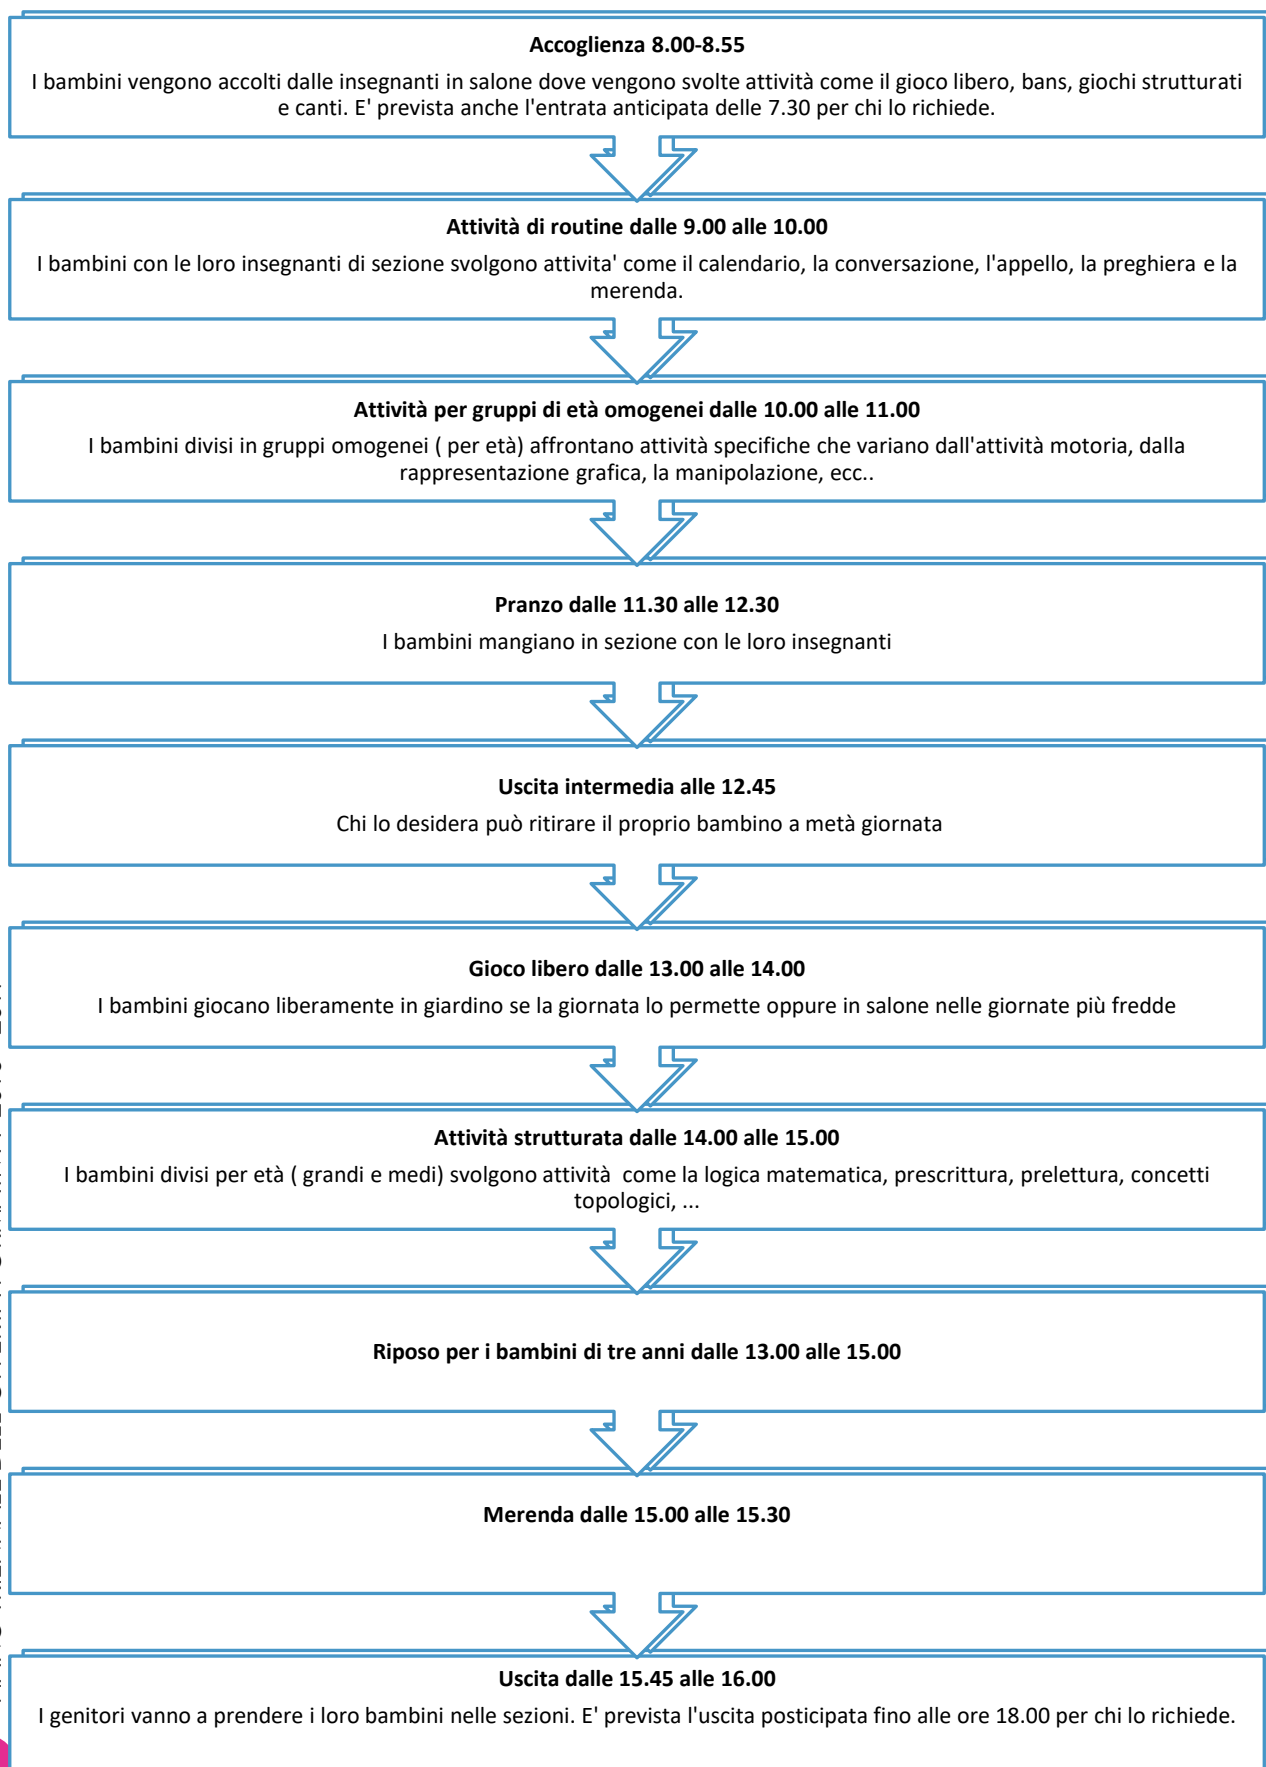 Accoglienza 8.00-8.55
I bambini vengono accolti dalle insegnanti in salone dove vengono svolte attività come il gioco libero, bans, giochi strutturati
e canti. E' prevista anche l'entrata anticipata delle 7.30 per chi lo richiede.
Attività di routine dalle 9.00 alle 10.00
I bambini con le loro insegnanti di sezione svolgono attivita' come il calendario, la conversazione, l'appello, la preghiera e la
merenda.
Attività per gruppi di età omogenei dalle 10.00 alle 11.00
I bambini divisi in gruppi omogenei ( per età) affrontano attività specifiche che variano dall'attività motoria, dalla
rappresentazione grafica, la manipolazione, ecc..
Pranzo dalle 11.30 alle 12.30
I bambini mangiano in sezione con le loro insegnanti
Uscita intermedia alle 12.45
Chi lo desidera può ritirare il proprio bambino a metà giornata
Gioco libero dalle 13.00 alle 14.00
I bambini giocano liberamente in giardino se la giornata lo permette oppure in salone nelle giornate più fredde
Attività strutturata dalle 14.00 alle 15.00
I bambini divisi per età ( grandi e medi) svolgono attività  come la logica matematica, prescrittura, prelettura, concetti
topologici, ...
Riposo per i bambini di tre anni dalle 13.00 alle 15.00
Merenda dalle 15.00 alle 15.30
Uscita dalle 15.45 alle 16.00
I genitori vanno a prendere i loro bambini nelle sezioni. E' prevista l'uscita posticipata fino alle ore 18.00 per chi lo richiede.